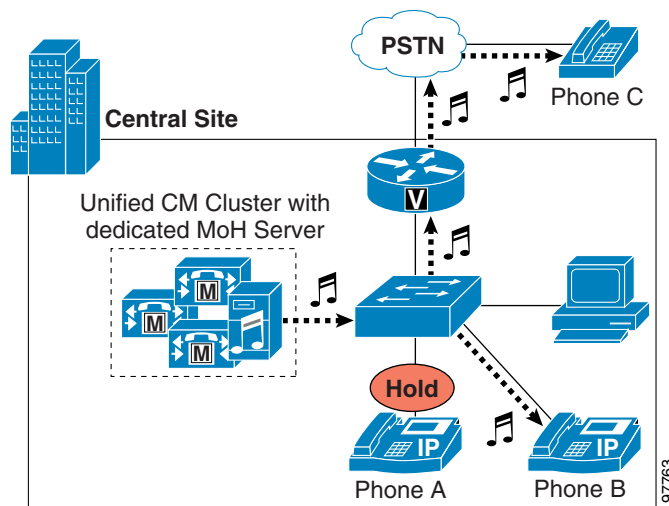 PSTN
Phone C
Central Site
V
Unified CM Cluster with
dedicated MoH Server
M
M
M
Hold
IP
IP
Phone A
Phone B
97763